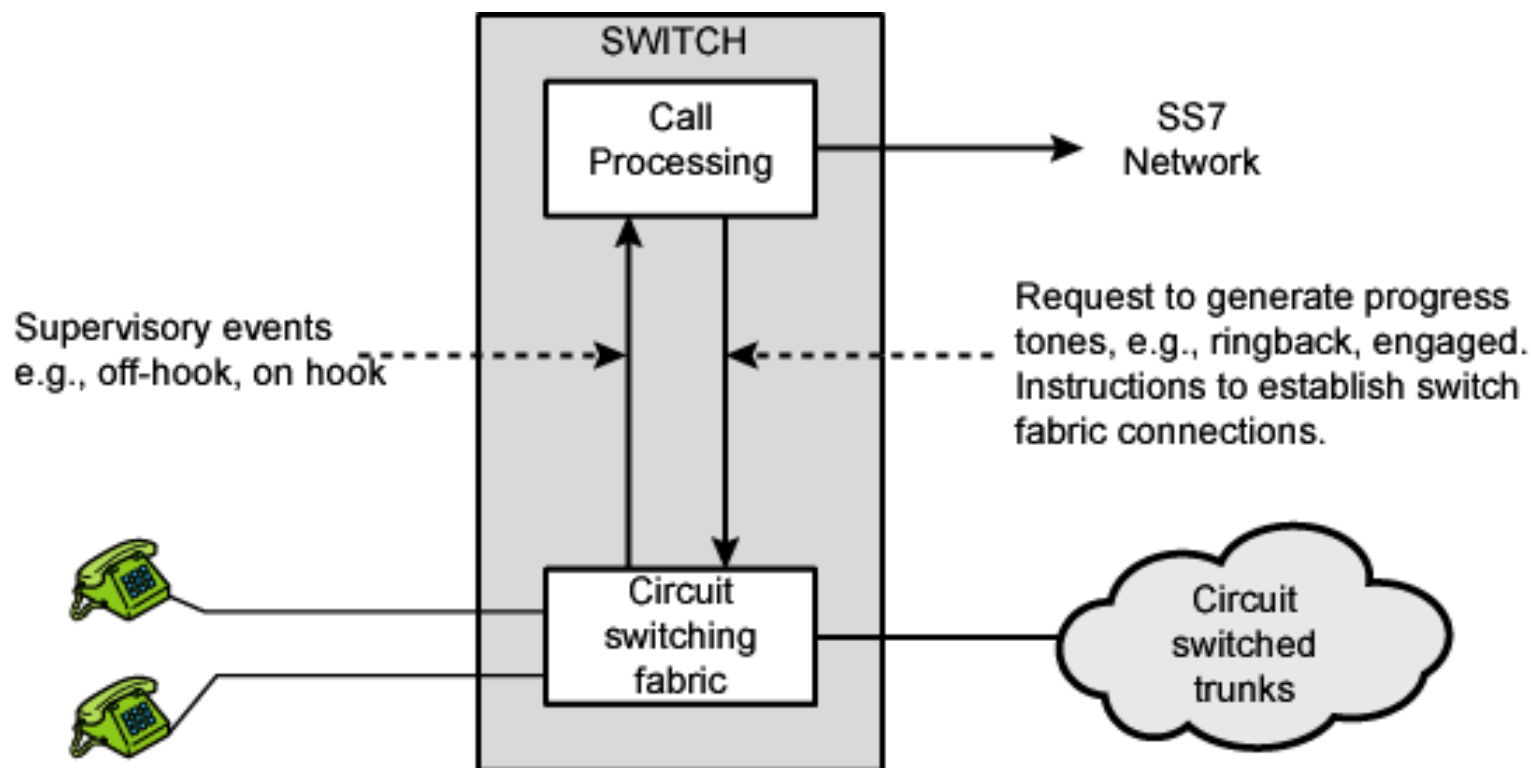 SWITCH
Call
Processing
SS7
Network
Supervisory events
e.g., off-hook, on hook
Request to generate progress
tones, e.g., ringback, engaged.
Instructions to establish switch
fabric connections.
Circuit
switching
fabric
Circuit
switched
trunks